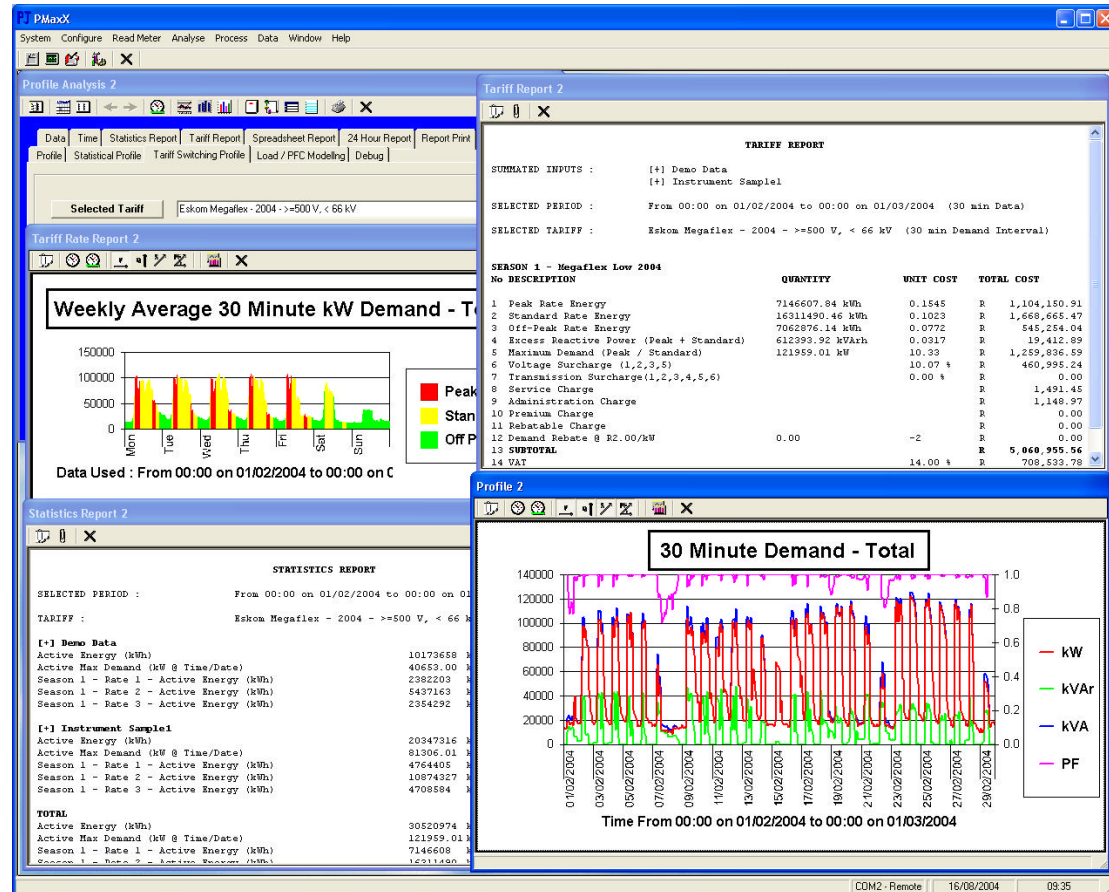 PMaxX
System Configure Read Meter Analyse Process Data Window Help
Profile Analysis 2
Data Time Statistics Report Tariff Report Spreadsheet Report 24 Hour Report Report Print
Profile Statistical Profile Tariff Switching Profile Load / PFC Modelling Debug
Selected Tariff Eskom Megaflex - 2004 - >=500 V, < 66 kV
Tariff Rate Report 2
Weekly Average 30 Minute kW Demand - T
150000
100000
50000
0
Mon Tue Wed Thu Fri Sat Sun
Peak
Stan
Off P
Data Used : From 00:00 on 01/02/2004 to 00:00 on 0
Statistics Report 2
STATISTICS REPORT
SELECTED PERIOD : From 00:00 on 01/02/2004 to 00:00 on 01
TARIFF : Eskom Megaflex - 2004 - >=500 V, < 66 k
[+] Demo Data
Active Energy (kWh) 10173658
Active Max Demand (kW @ Time/Date) 40653.00
Season 1 - Rate 1 - Active Energy (kWh) 2382203
Season 1 - Rate 2 - Active Energy (kWh) 5437163
Season 1 - Rate 3 - Active Energy (kWh) 2354292
[+] Instrument Sample1
Active Energy (kWh) 20347316
Active Max Demand (kW @ Time/Date) 81306.01
Season 1 - Rate 1 - Active Energy (kWh) 4764405
Season 1 - Rate 2 - Active Energy (kWh) 10874327
Season 1 - Rate 3 - Active Energy (kWh) 4708584
TOTAL
Active Energy (kWh) 30520974
Active Max Demand (kW @ Time/Date) 121959.01
Season 1 - Rate 1 - Active Energy (kWh) 7146608
Season 1 - Rate 2 - Active Energy (kWh) 16311490
Tariff Report 2
TARIFF REPORT
SUMMATED INPUTS : [+] Demo Data
[+] Instrument Sample1
SELECTED PERIOD : From 00:00 on 01/02/2004 to 00:00 on 01/03/2004 (30 min Data)
SELECTED TARIFF : Eskom Megaflex - 2004 - >=500 V, < 66 kV (30 min Demand Interval)
SEASON 1 - Megaflex Low 2004
No DESCRIPTION QUANTITY UNIT COST TOTAL COST
1 Peak Rate Energy 7146607.84 kWh 0.1545 R 1,104,150.91
2 Standard Rate Energy 16311490.46 kWh 0.1023 R 1,668,665.47
3 Off-Peak Rate Energy 7062876.14 kWh 0.0772 R 545,254.04
4 Excess Reactive Power (Peak + Standard) 612393.92 kVArh 0.0317 R 19,412.89
5 Maximum Demand (Peak / Standard) 121959.01 kW 10.33 R 1,259,836.59
6 Voltage Surcharge (1,2,3,5) 10.07 % R 460,995.24
7 Transmission Surcharge(1,2,3,4,5,6) 0.00 % R 0.00
8 Service Charge R 1,491.45
9 Administration Charge R 1,148.97
10 Premium Charge R 0.00
11 Rebatable Charge R 0.00
12 Demand Rebate @ R2.00/kW 0.00 -2 R 0.00
13 SUBTOTAL R 5,060,955.56
14 VAT 14.00 % R 708,533.78
Profile 2
30 Minute Demand - Total
140000
120000
100000
80000
60000
40000
20000
0
1.0
0.8
0.6
0.4
0.2
0.0
01/02/2004 03/02/2004 05/02/2004 07/02/2004 09/02/2004 11/02/2004 13/02/2004 15/02/2004 17/02/2004 19/02/2004 21/02/2004 23/02/2004 25/02/2004 27/02/2004 29/02/2004
Time From 00:00 on 01/02/2004 to 00:00 on 01/03/2004
kW
kVAr
kVA
PF
COM2 - Remote 16/08/2004 09:35